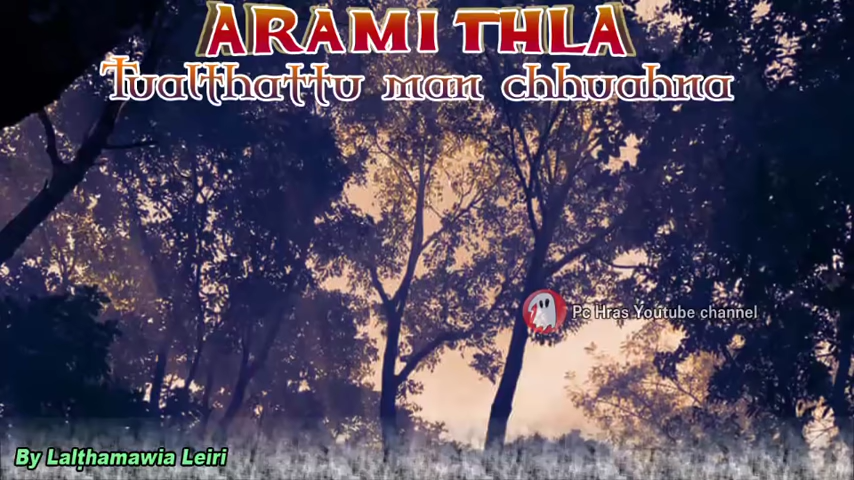 ARAMI THLA
Tualthattu man chhuahna
Pc Hras Youtube channel
By Lalṭhamawia Leiri